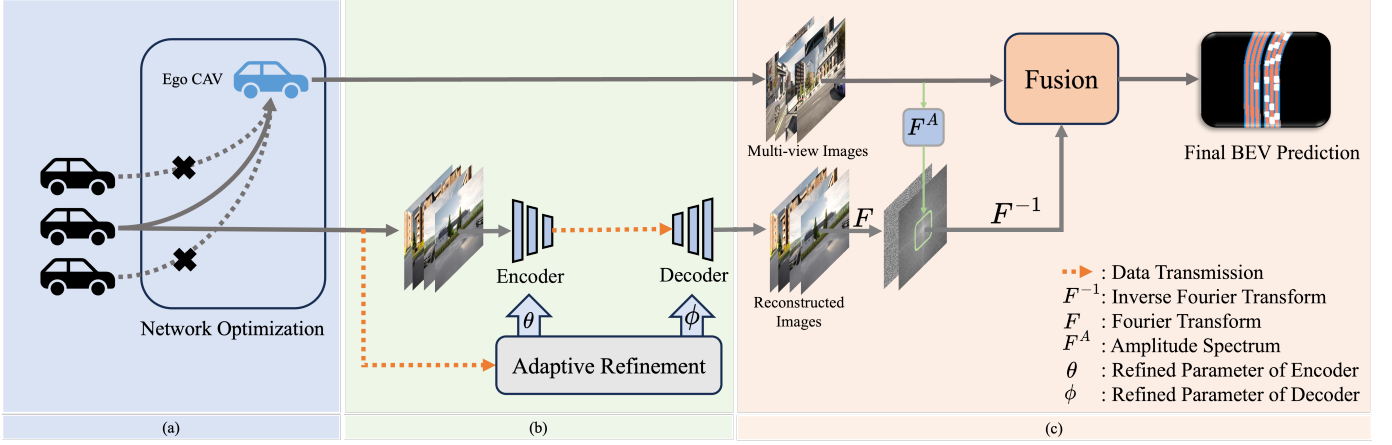 Ego CAV
Network Optimization
(a)
Encoder
Decoder
θ
ϕ
Adaptive Refinement
(b)
Multi-view Images
F^A
Fusion
Final BEV Prediction
F
F^{-1}
Reconstructed
Images
: Data Transmission
F^{-1}: Inverse Fourier Transform
F : Fourier Transform
F^A : Amplitude Spectrum
θ : Refined Parameter of Encoder
ϕ : Refined Parameter of Decoder
(c)